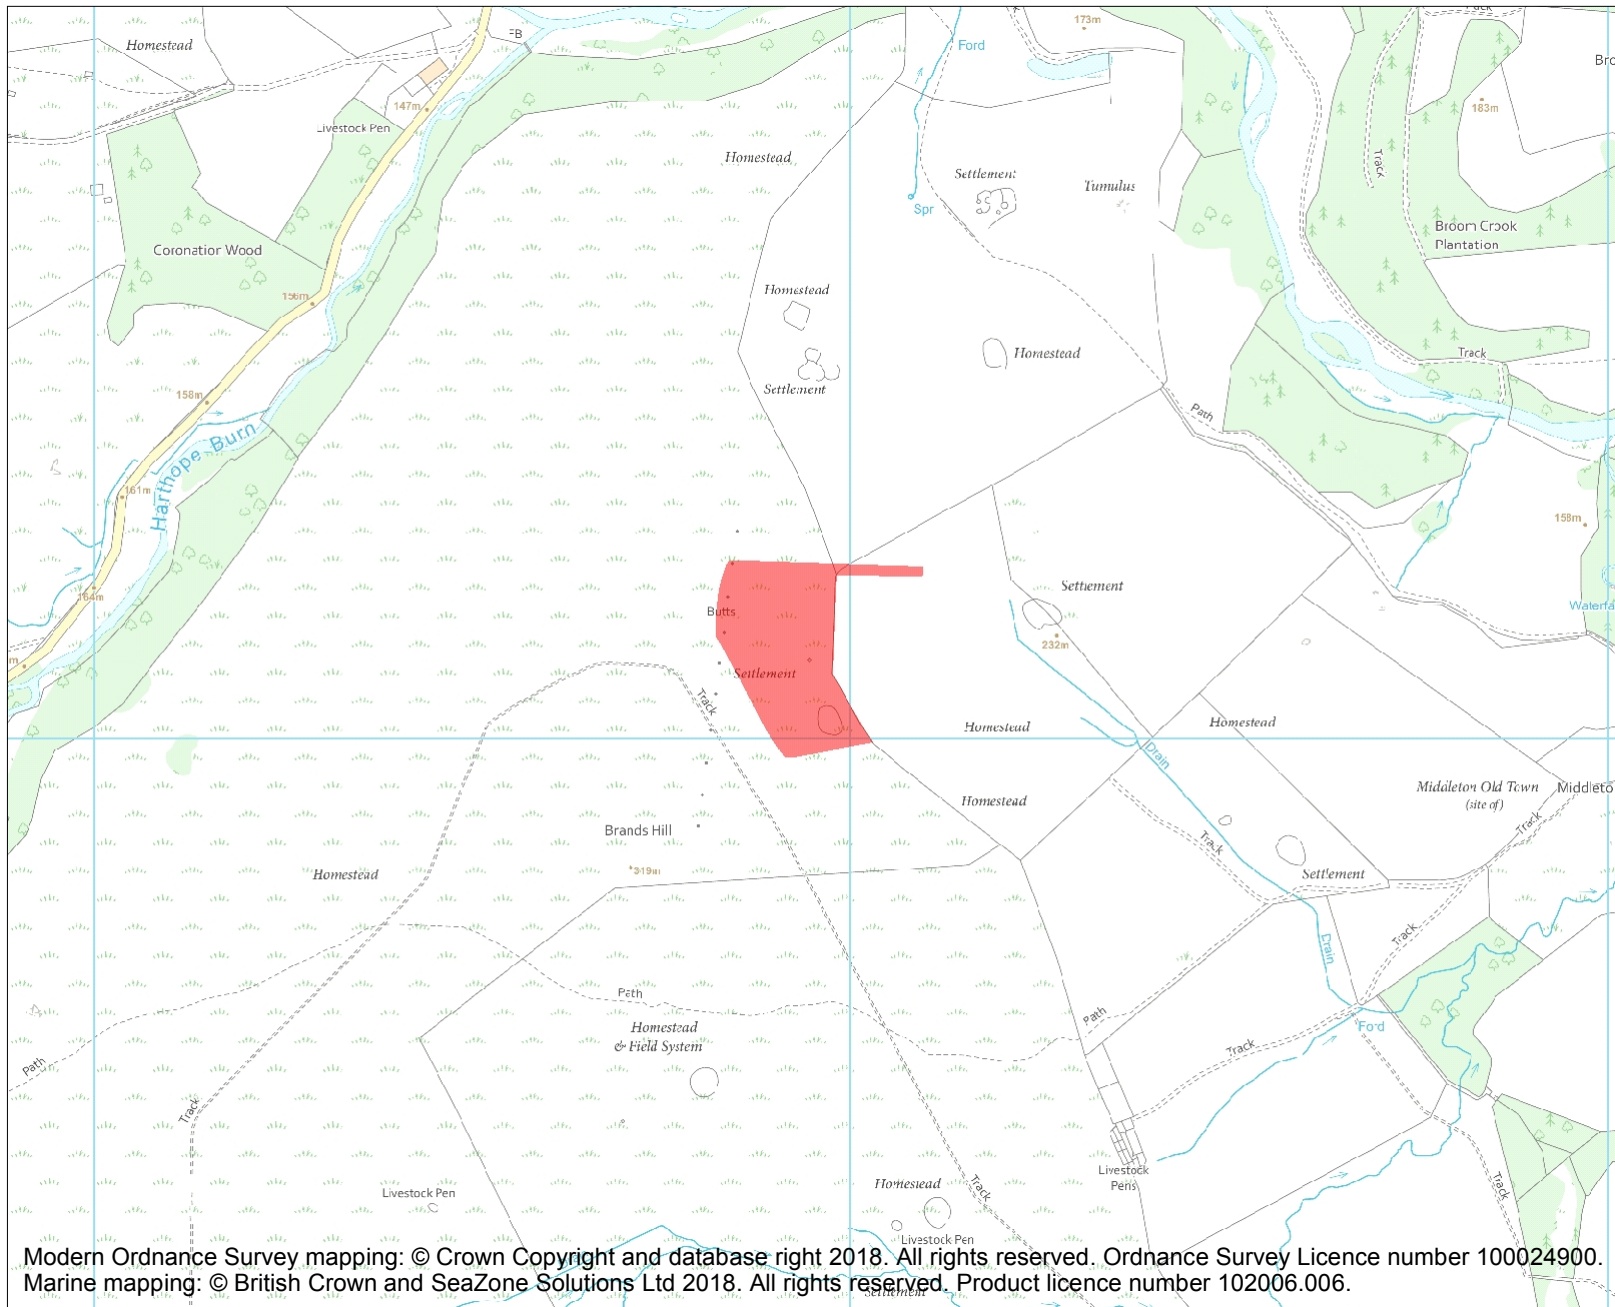 Homestead
FB
Ford
173m
Track
Bro
147m
183m
Livestock Pen
Homestead
Track
Settlement
Tumulus
Spr
Broom Crook
Plantation
Coronation Wood
Homestead
156m
Homestead
Track
Settlement
158m
Path
Harthope Burn
161m
158m
Settlement
164m
Butts
Waterfa
232m
m
Settlement
Track
Homestead
Homestead
Drain
Middleton Old Town
(site of)
Middleto
Homestead
Brands Hill
Track
Track
319m
Homestead
Settlement
Track
Drain
Path
Path
Ford
Homestead
& Field System
Track
Path
Track
Livestock
Pens
Homestead
Track
Track
Livestock Pen
Livestock Pen
Modern Ordnance Survey mapping: © Crown Copyright and database right 2018. All rights reserved. Ordnance Survey Licence number 100024900.
Marine mapping: © British Crown and SeaZone Solutions Ltd 2018. All rights reserved. Product licence number 102006.006.
Settlement